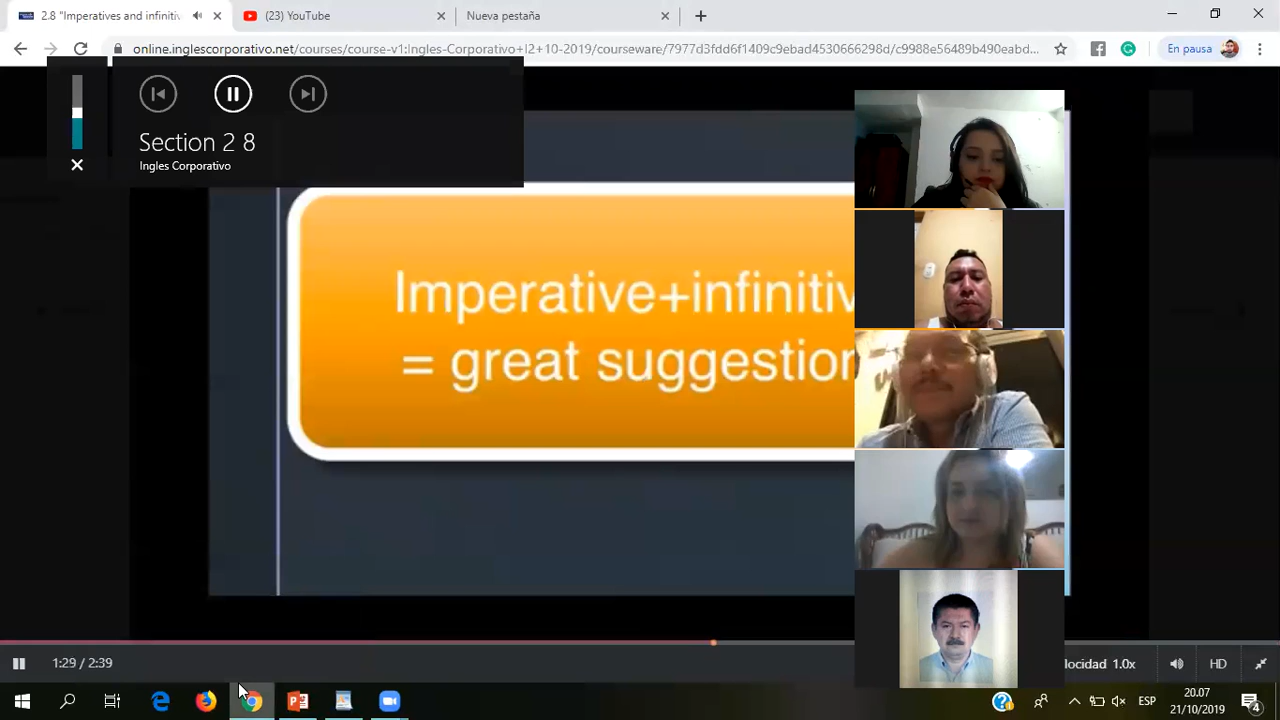 2.8 "Imperatives and infinitiv
(23) YouTube
Nueva pestaña
online.inglescorporativo.net/courses/course-v1:Ingles-Corporativo+I2+10-2019/courseware/7977d3fdd6f1409c9ebad4530666298d/c9988e56489b490eabd...
En pausa
Section 2 8
Ingles Corporativo
Imperative+infinitiv
= great suggestion
1:29 / 2:39
locidad 1.0x
HD
ESP
20.07
21/10/2019
4